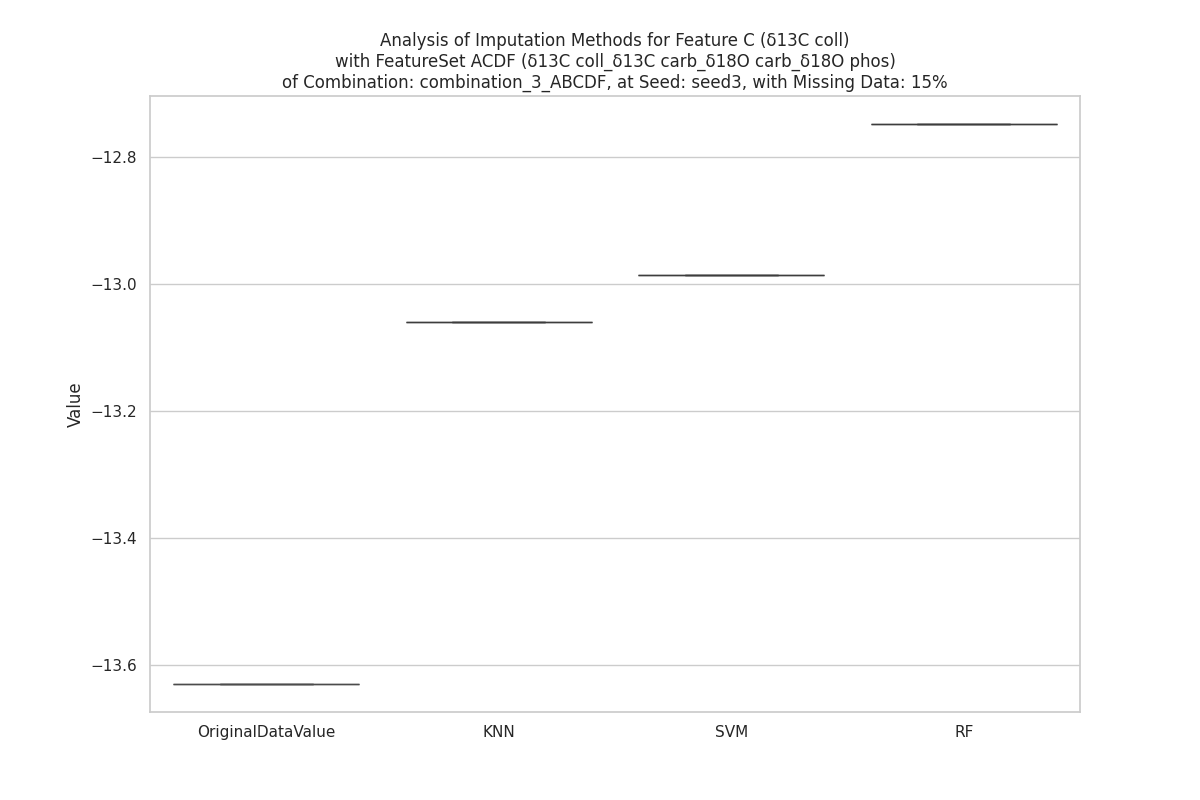 Analysis of Imputation Methods for Feature C (δ13C coll)
with FeatureSet ACDF (δ13C coll_δ13C carb_δ18O carb_δ18O phos)
of Combination: combination_3_ABCDF, at Seed: seed3, with Missing Data: 15%
−12.8
−13.0
−13.2
−13.4
−13.6
Value
OriginalDataValue KNN SVM RF